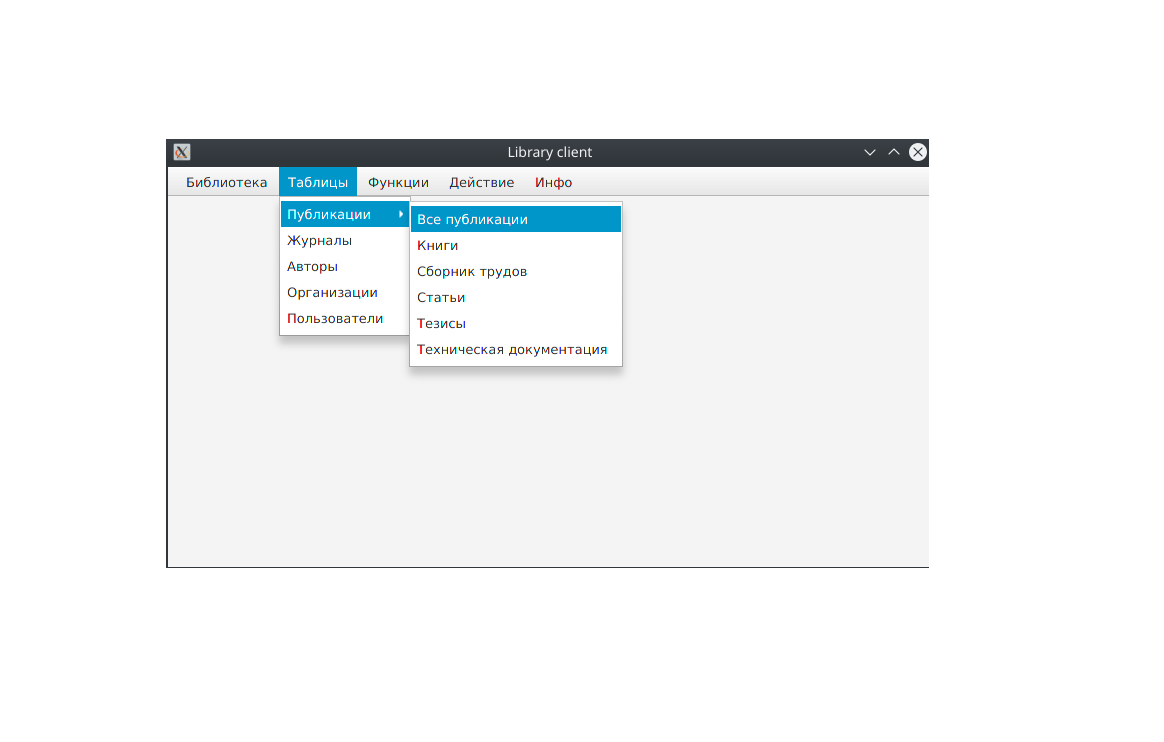 Library client
Библиотека Таблицы Функции Действие Инфо
Публикации
Журналы
Авторы
Организации
Пользователи
Все публикации
Книги
Сборник трудов
Статьи
Тезисы
Техническая документация